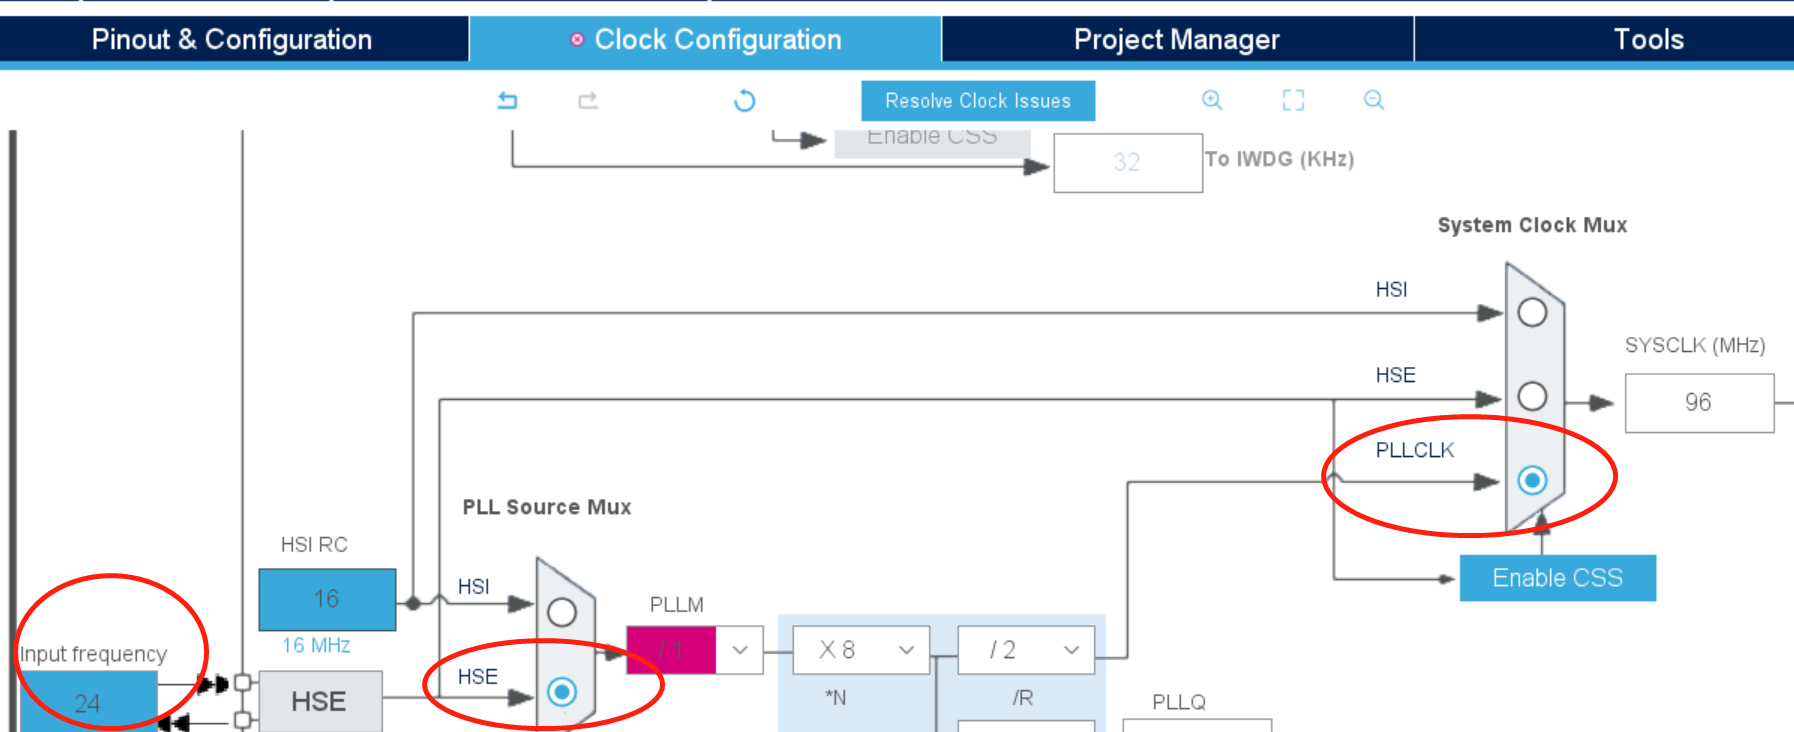 Pinout & Configuration
Clock Configuration
Project Manager
Tools
Resolve Clock Issues
Enable CSS
32
To IWDG (KHz)
System Clock Mux
HSI
SYSCLK (MHz)
HSE
96
PLLCLK
PLL Source Mux
HSI RC
Enable CSS
16
HSI
PLLM
16 MHz
/ 1
X 8
/ 2
Input frequency
HSE
24
HSE
*N
/R
PLLQ